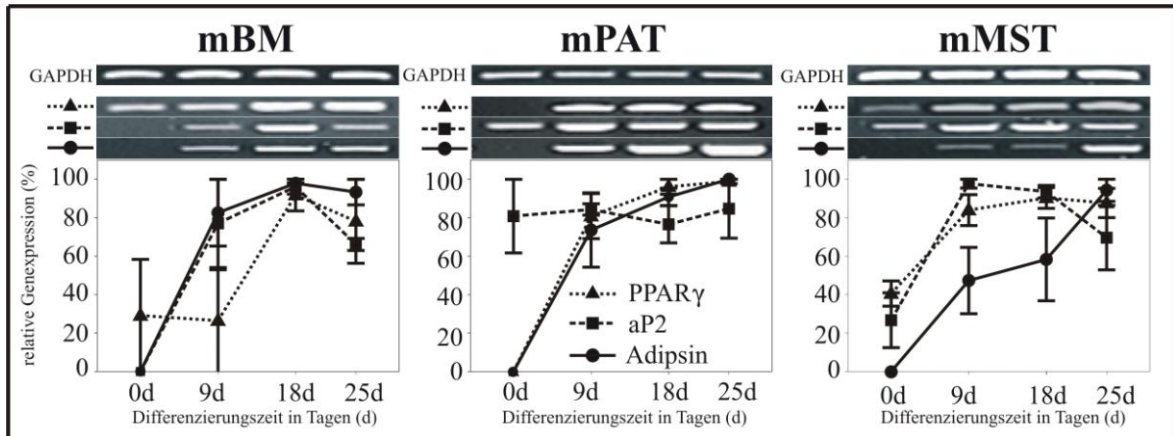 mBM mPAT mMST
GAPDH GAPDH GAPDH
relative Genexpression (%)
100 100 100
80 80 80
60 60 60
40 40 40
20 20 20
0 0 0
PPARγ
aP2
Adipsin
0d 9d 18d 25d 0d 9d 18d 25d 0d 9d 18d 25d
Differenzierungszeit in Tagen (d) Differenzierungszeit in Tagen (d) Differenzierungszeit in Tagen (d)